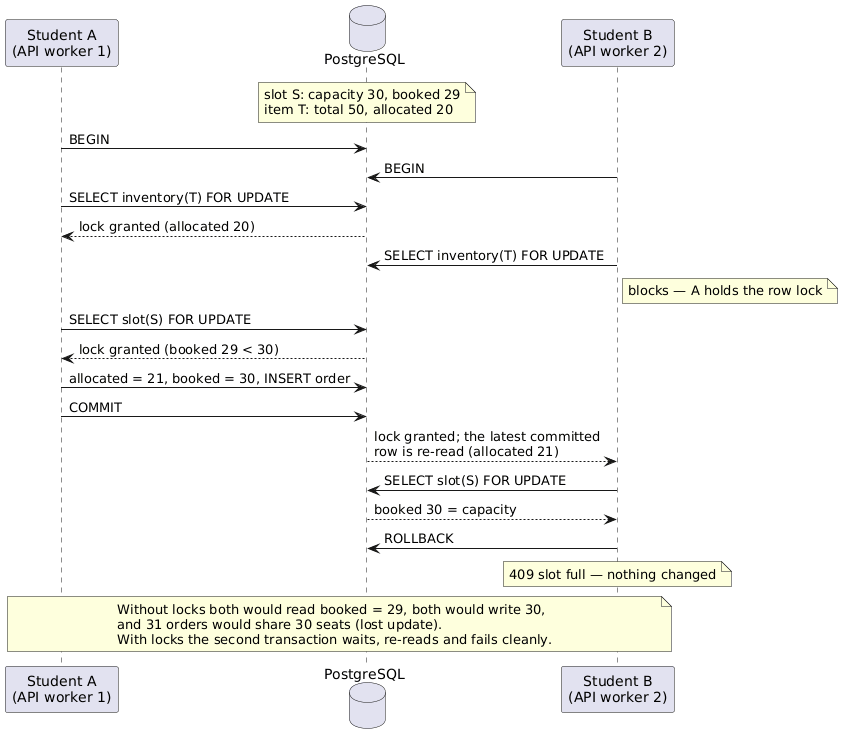 Student A
(API worker 1)
PostgreSQL
Student B
(API worker 2)
slot S: capacity 30, booked 29
item T: total 50, allocated 20
BEGIN
BEGIN
SELECT inventory(T) FOR UPDATE
lock granted (allocated 20)
SELECT inventory(T) FOR UPDATE
blocks — A holds the row lock
SELECT slot(S) FOR UPDATE
lock granted (booked 29 < 30)
allocated = 21, booked = 30, INSERT order
COMMIT
lock granted; the latest committed
row is re-read (allocated 21)
SELECT slot(S) FOR UPDATE
booked 30 = capacity
ROLLBACK
409 slot full — nothing changed
Without locks both would read booked = 29, both would write 30,
and 31 orders would share 30 seats (lost update).
With locks the second transaction waits, re-reads and fails cleanly.
Student A
(API worker 1)
PostgreSQL
Student B
(API worker 2)